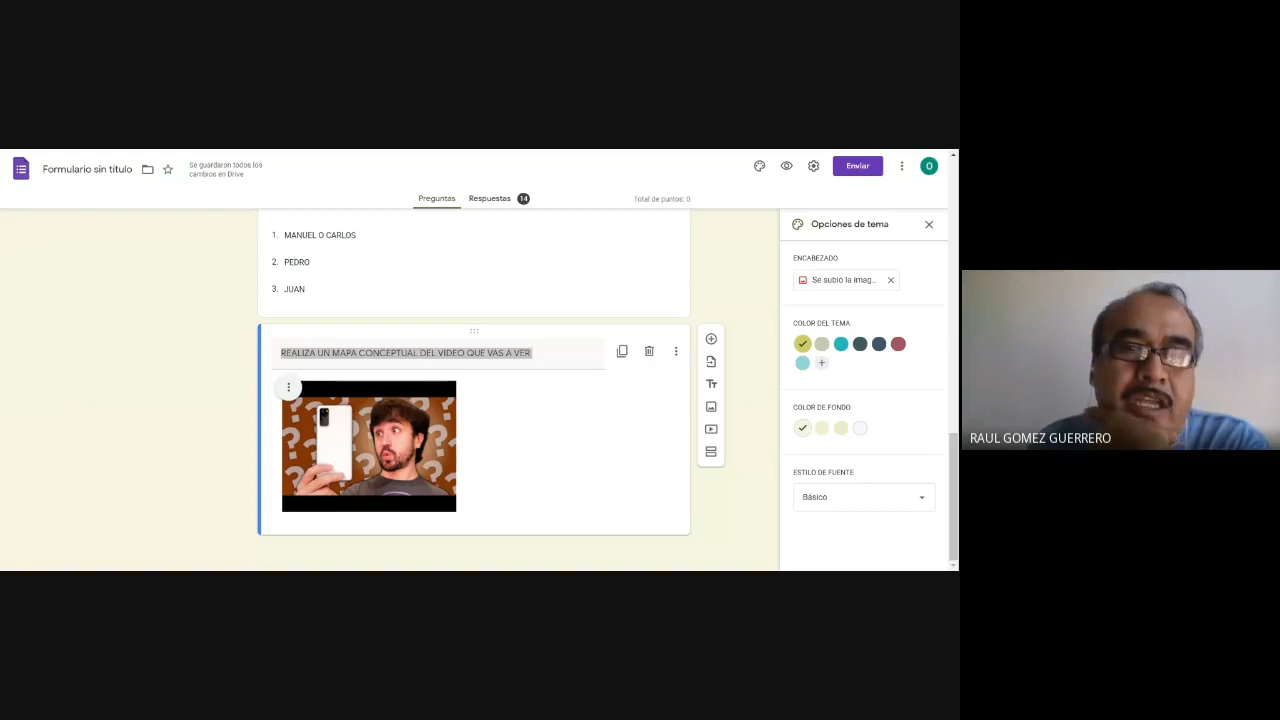 Formulario sin título
Se guardaron todos los
cambios en Drive
Enviar
O
Preguntas
Respuestas 14
Total de puntos: 0
1. MANUEL O CARLOS
2. PEDRO
3. JUAN
REALIZA UN MAPA CONCEPTUAL DEL VIDEO QUE VAS A VER
Tт
Opciones de tema
ENCABEZADO
Se subió la imag...
COLOR DEL TEMA
COLOR DE FONDO
ESTILO DE FUENTE
Básico
RAUL GOMEZ GUERRERO